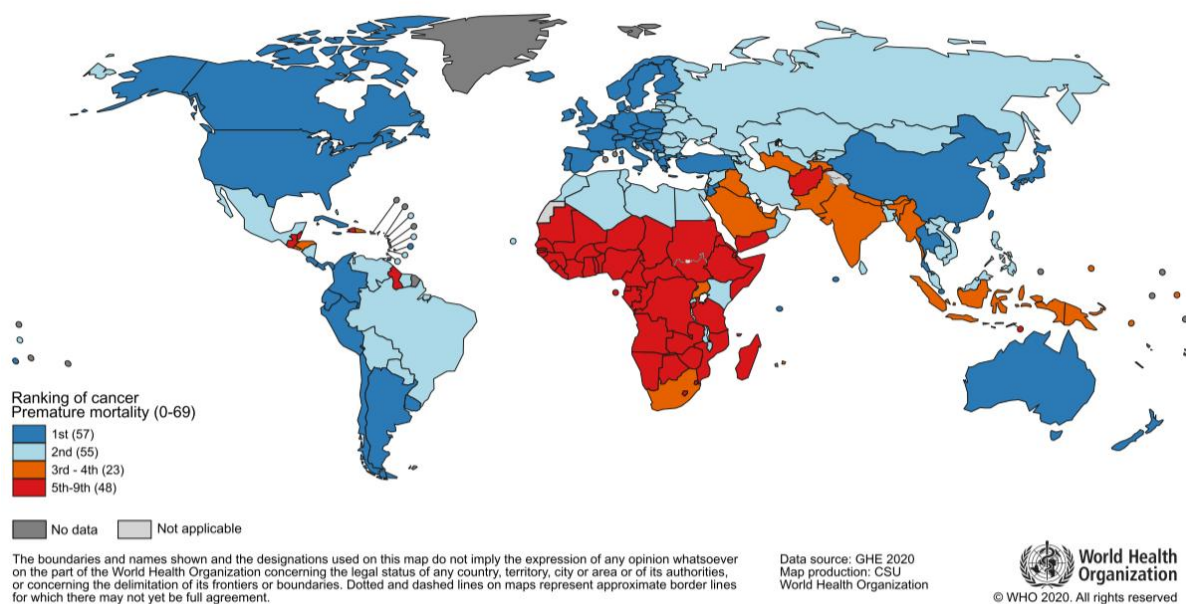 Ranking of cancer
Premature mortality (0-69)
1st (57)
2nd (55)
3rd - 4th (23)
5th-9th (48)
No data
Not applicable
The boundaries and names shown and the designations used on this map do not imply the expression of any opinion whatsoever
on the part of the World Health Organization concerning the legal status of any country, territory, city or area or of its authorities,
or concerning the delimitation of its frontiers or boundaries. Dotted and dashed lines on maps represent approximate border lines
for which there may not yet be full agreement.
Data source: GHE 2020
Map production: CSU
World Health Organization
World Health
Organization
© WHO 2020. All rights reserved